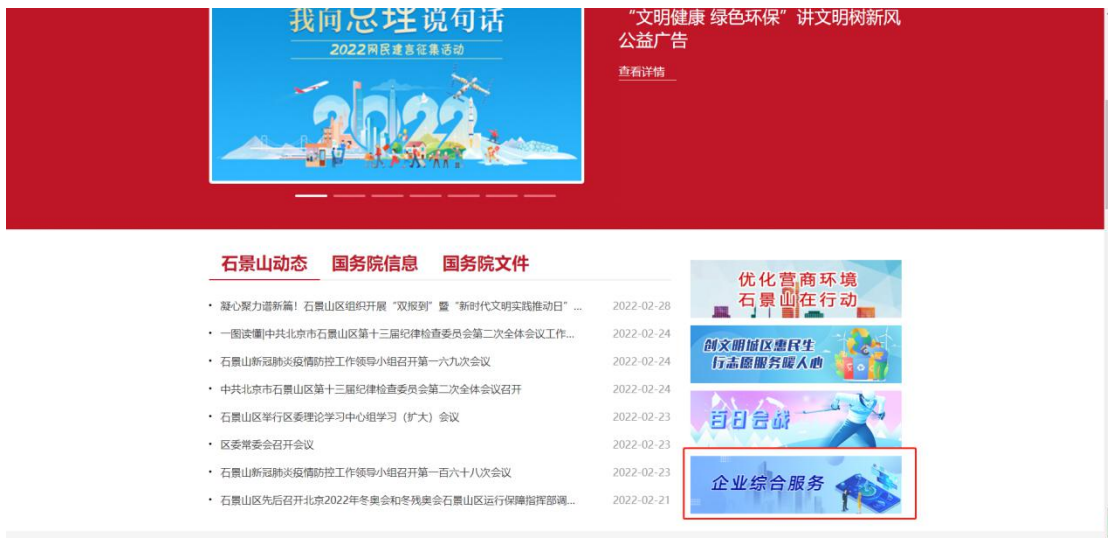 我向总理说句话
2022网民建言征集活动
2022
“文明健康 绿色环保”讲文明树新风
公益广告
查看详情
石景山动态 国务院信息 国务院文件
· 凝心聚力谱新篇！石景山区组织开展“双报到”暨“新时代文明实践推动日”... 2022-02-28
· 一图读懂|中共北京市石景山区第十三届纪律检查委员会第二次全体会议工作... 2022-02-24
· 石景山新冠肺炎疫情防控工作领导小组召开第一六九次会议 2022-02-24
· 中共北京市石景山区第十三届纪律检查委员会第二次全体会议召开 2022-02-24
· 石景山区举行区委理论学习中心组学习（扩大）会议 2022-02-23
· 区委常委会召开会议 2022-02-23
· 石景山新冠肺炎疫情防控工作领导小组召开第一百六十八次会议 2022-02-23
· 石景山区先后召开北京2022年冬奥会和冬残奥会石景山区运行保障指挥部调... 2022-02-21
优化营商环境
石景山在行动
创文明城区惠民生
行志愿服务暖人心
百日会战
企业综合服务